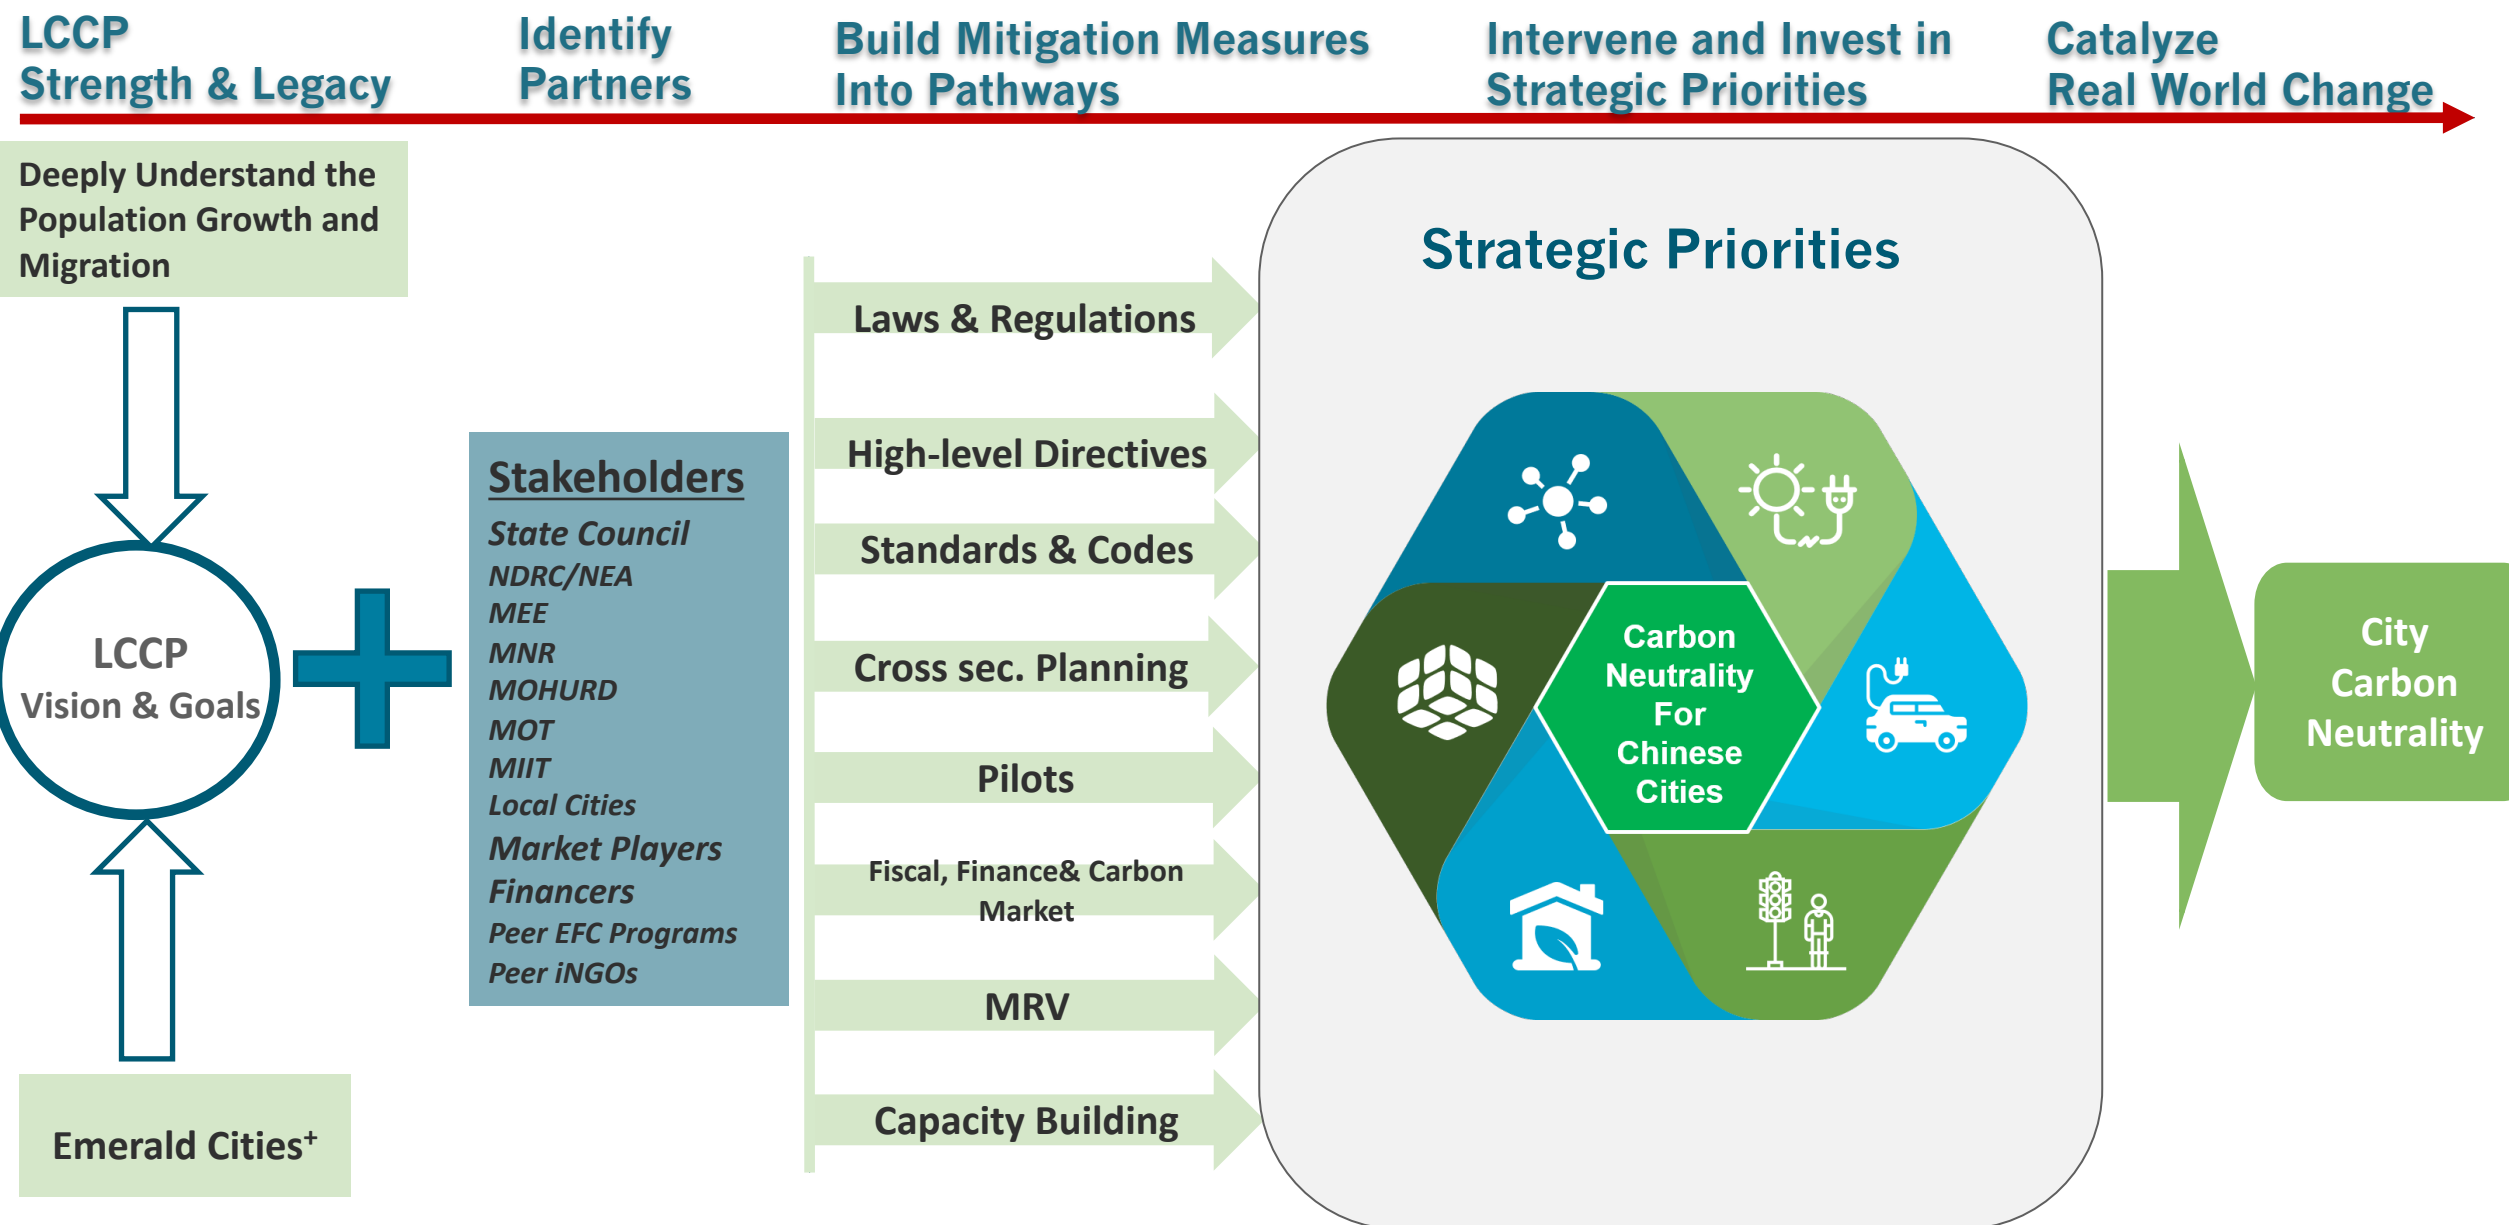 LCCP
Strength & Legacy
Identify
Partners
Build Mitigation Measures
Into Pathways
Intervene and Invest in
Strategic Priorities
Catalyze
Real World Change
Deeply Understand the
Population Growth and
Migration
LCCP
Vision & Goals
Emerald Cities⁺
Stakeholders
State Council
NDRC/NEA
MEE
MNR
MOHURD
MOT
MIIT
Local Cities
Market Players
Financers
Peer EFC Programs
Peer iNGOs
Laws & Regulations
High-level Directives
Standards & Codes
Cross sec. Planning
Pilots
Fiscal, Finance& Carbon
Market
MRV
Capacity Building
Strategic Priorities
Carbon
Neutrality
For
Chinese
Cities
City
Carbon
Neutrality